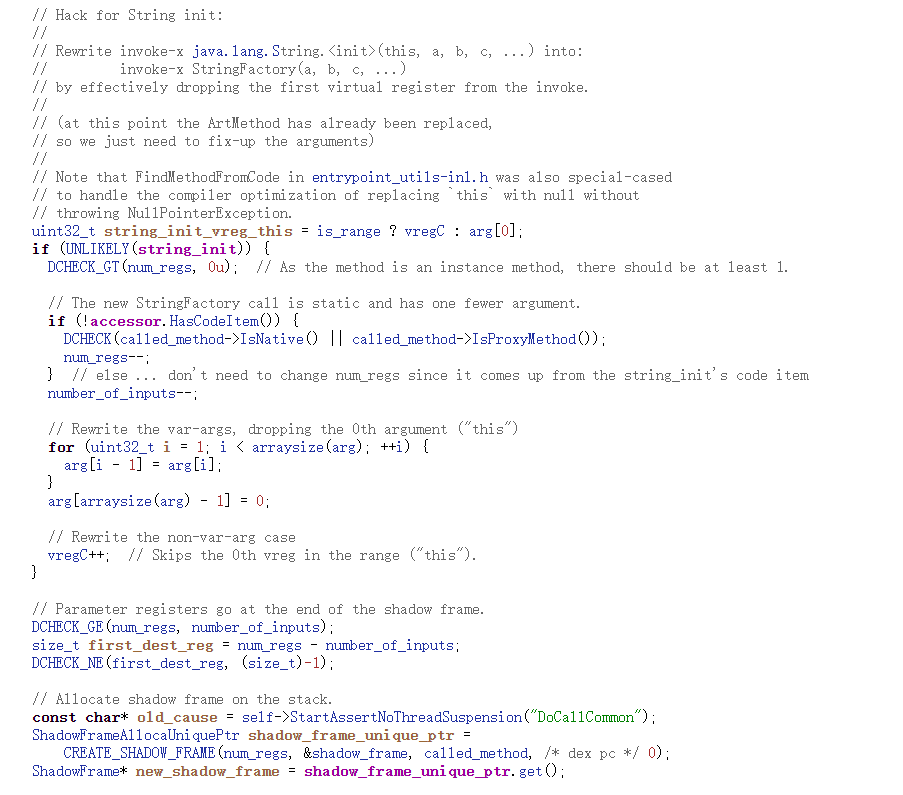 // Hack for String init:
//
// Rewrite invoke-x java.lang.String.<init>(this, a, b, c, ...) into:
//         invoke-x StringFactory(a, b, c, ...)
// by effectively dropping the first virtual register from the invoke.
//
// (at this point the ArtMethod has already been replaced,
// so we just need to fix-up the arguments)
//
// Note that FindMethodFromCode in entrypoint_utils-inl.h was also special-cased
// to handle the compiler optimization of replacing `this` with null without
// throwing NullPointerException.
uint32_t string_init_vreg_this = is_range ? vregC : arg[0];
if (UNLIKELY(string_init)) {
  DCHECK_GT(num_regs, 0u);  // As the method is an instance method, there should be at least 1.

  // The new StringFactory call is static and has one fewer argument.
  if (!accessor.HasCodeItem()) {
    DCHECK(called_method->IsNative() || called_method->IsProxyMethod());
    num_regs--;
  }  // else ... don't need to change num_regs since it comes up from the string_init's code item
  number_of_inputs--;

  // Rewrite the var-args, dropping the 0th argument ("this")
  for (uint32_t i = 1; i < arraysize(arg); ++i) {
    arg[i - 1] = arg[i];
  }
  arg[arraysize(arg) - 1] = 0;

  // Rewrite the non-var-arg case
  vregC++;  // Skips the 0th vreg in the range ("this").
}

// Parameter registers go at the end of the shadow frame.
DCHECK_GE(num_regs, number_of_inputs);
size_t first_dest_reg = num_regs - number_of_inputs;
DCHECK_NE(first_dest_reg, (size_t)-1);

// Allocate shadow frame on the stack.
const char* old_cause = self->StartAssertNoThreadSuspension("DoCallCommon");
ShadowFrameAllocaUniquePtr shadow_frame_unique_ptr =
    CREATE_SHADOW_FRAME(num_regs, &shadow_frame, called_method, /* dex pc */ 0);
ShadowFrame* new_shadow_frame = shadow_frame_unique_ptr.get();